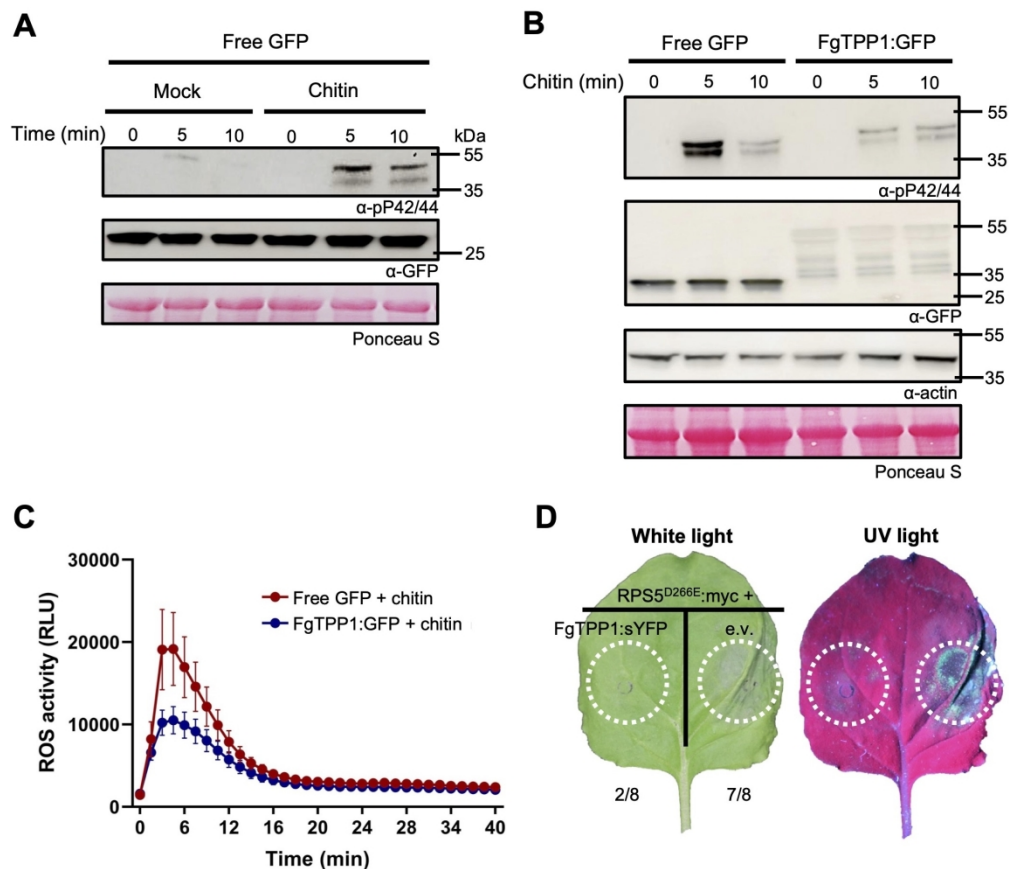 A
Free GFP
Mock Chitin
Time (min) 0 5 10 0 5 10 kDa
55
35
α-pP42/44
25
α-GFP
Ponceau S
B
Free GFP FgTPP1:GFP
Chitin (min) 0 5 10 0 5 10
55
35
α-pP42/44
55
35
25
α-GFP
55
35
α-actin
Ponceau S
C
30000
20000
10000
0
ROS activity (RLU)
Free GFP + chitin
FgTPP1:GFP + chitin
0 6 12 18 20 24 28 34 40
Time (min)
D
White light UV light
RPS5D266E:myc +
FgTPP1:sYFP e.v.
2/8 7/8